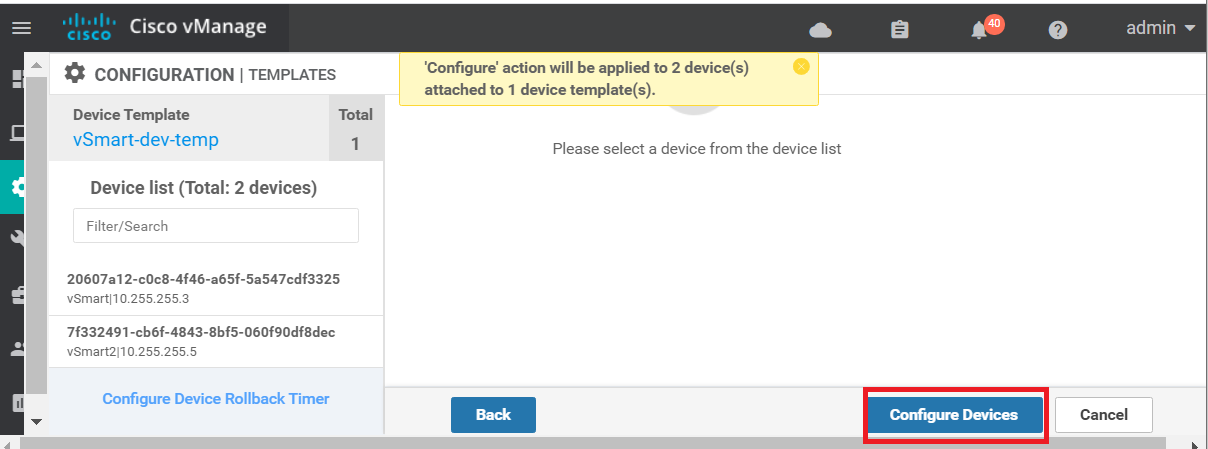 cisco Cisco vManage
40
admin
CONFIGURATION | TEMPLATES
'Configure' action will be applied to 2 device(s)
attached to 1 device template(s).
Device Template
Total
vSmart-dev-temp
1
Please select a device from the device list
Device list (Total: 2 devices)
Filter/Search
20607a12-c0c8-4f46-a65f-5a547cdf3325
vSmart|10.255.255.3
7f332491-cb6f-4843-8bf5-060f90df8dec
vSmart2|10.255.255.5
Configure Device Rollback Timer
Back
Configure Devices
Cancel